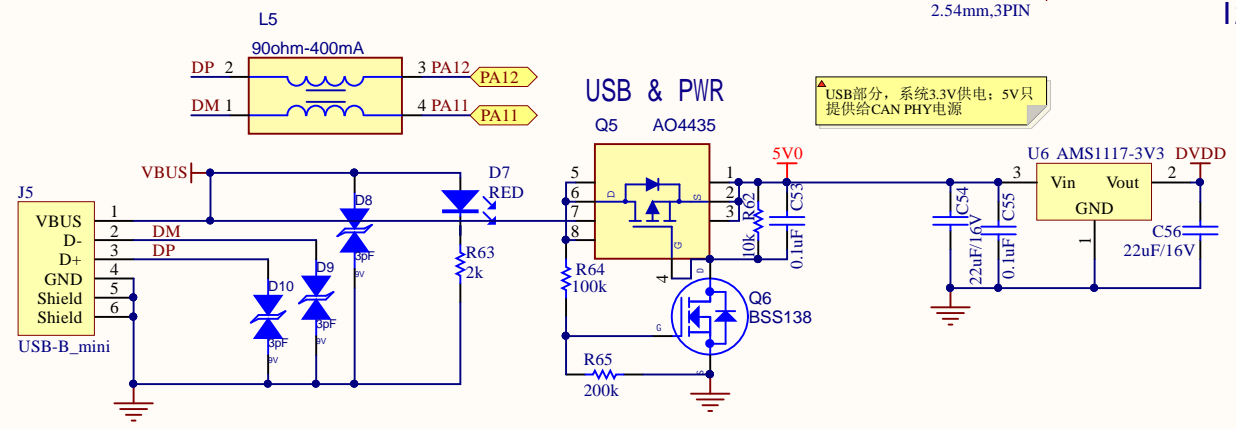 2.54mm,3PIN
L5
90ohm-400mA
DP 2
3 PA12
PA12
DM 1
4 PA11
PA11
USB & PWR
USB部分，系统3.3V供电；5V只
提供给CAN PHY电源
Q5
AO4435
VBUS
D7
RED
5V0
U6 AMS1117-3V3
DVDD
J5
VBUS
1
D-
2
DM
D+
3
DP
GND
4
Shield
5
Shield
6
USB-B_mini
D8
3pF
9V
D9
3pF
9V
D10
3pF
9V
R63
2k
5
6
7
8
D
S
G
1
2
3
4
R62
10k
C53
0.1uF
R64
100k
D
G
S
Q6
BSS138
R65
200k
C54
22uF/16V
C55
0.1uF
3
Vin
Vout
2
GND
1
C56
22uF/16V